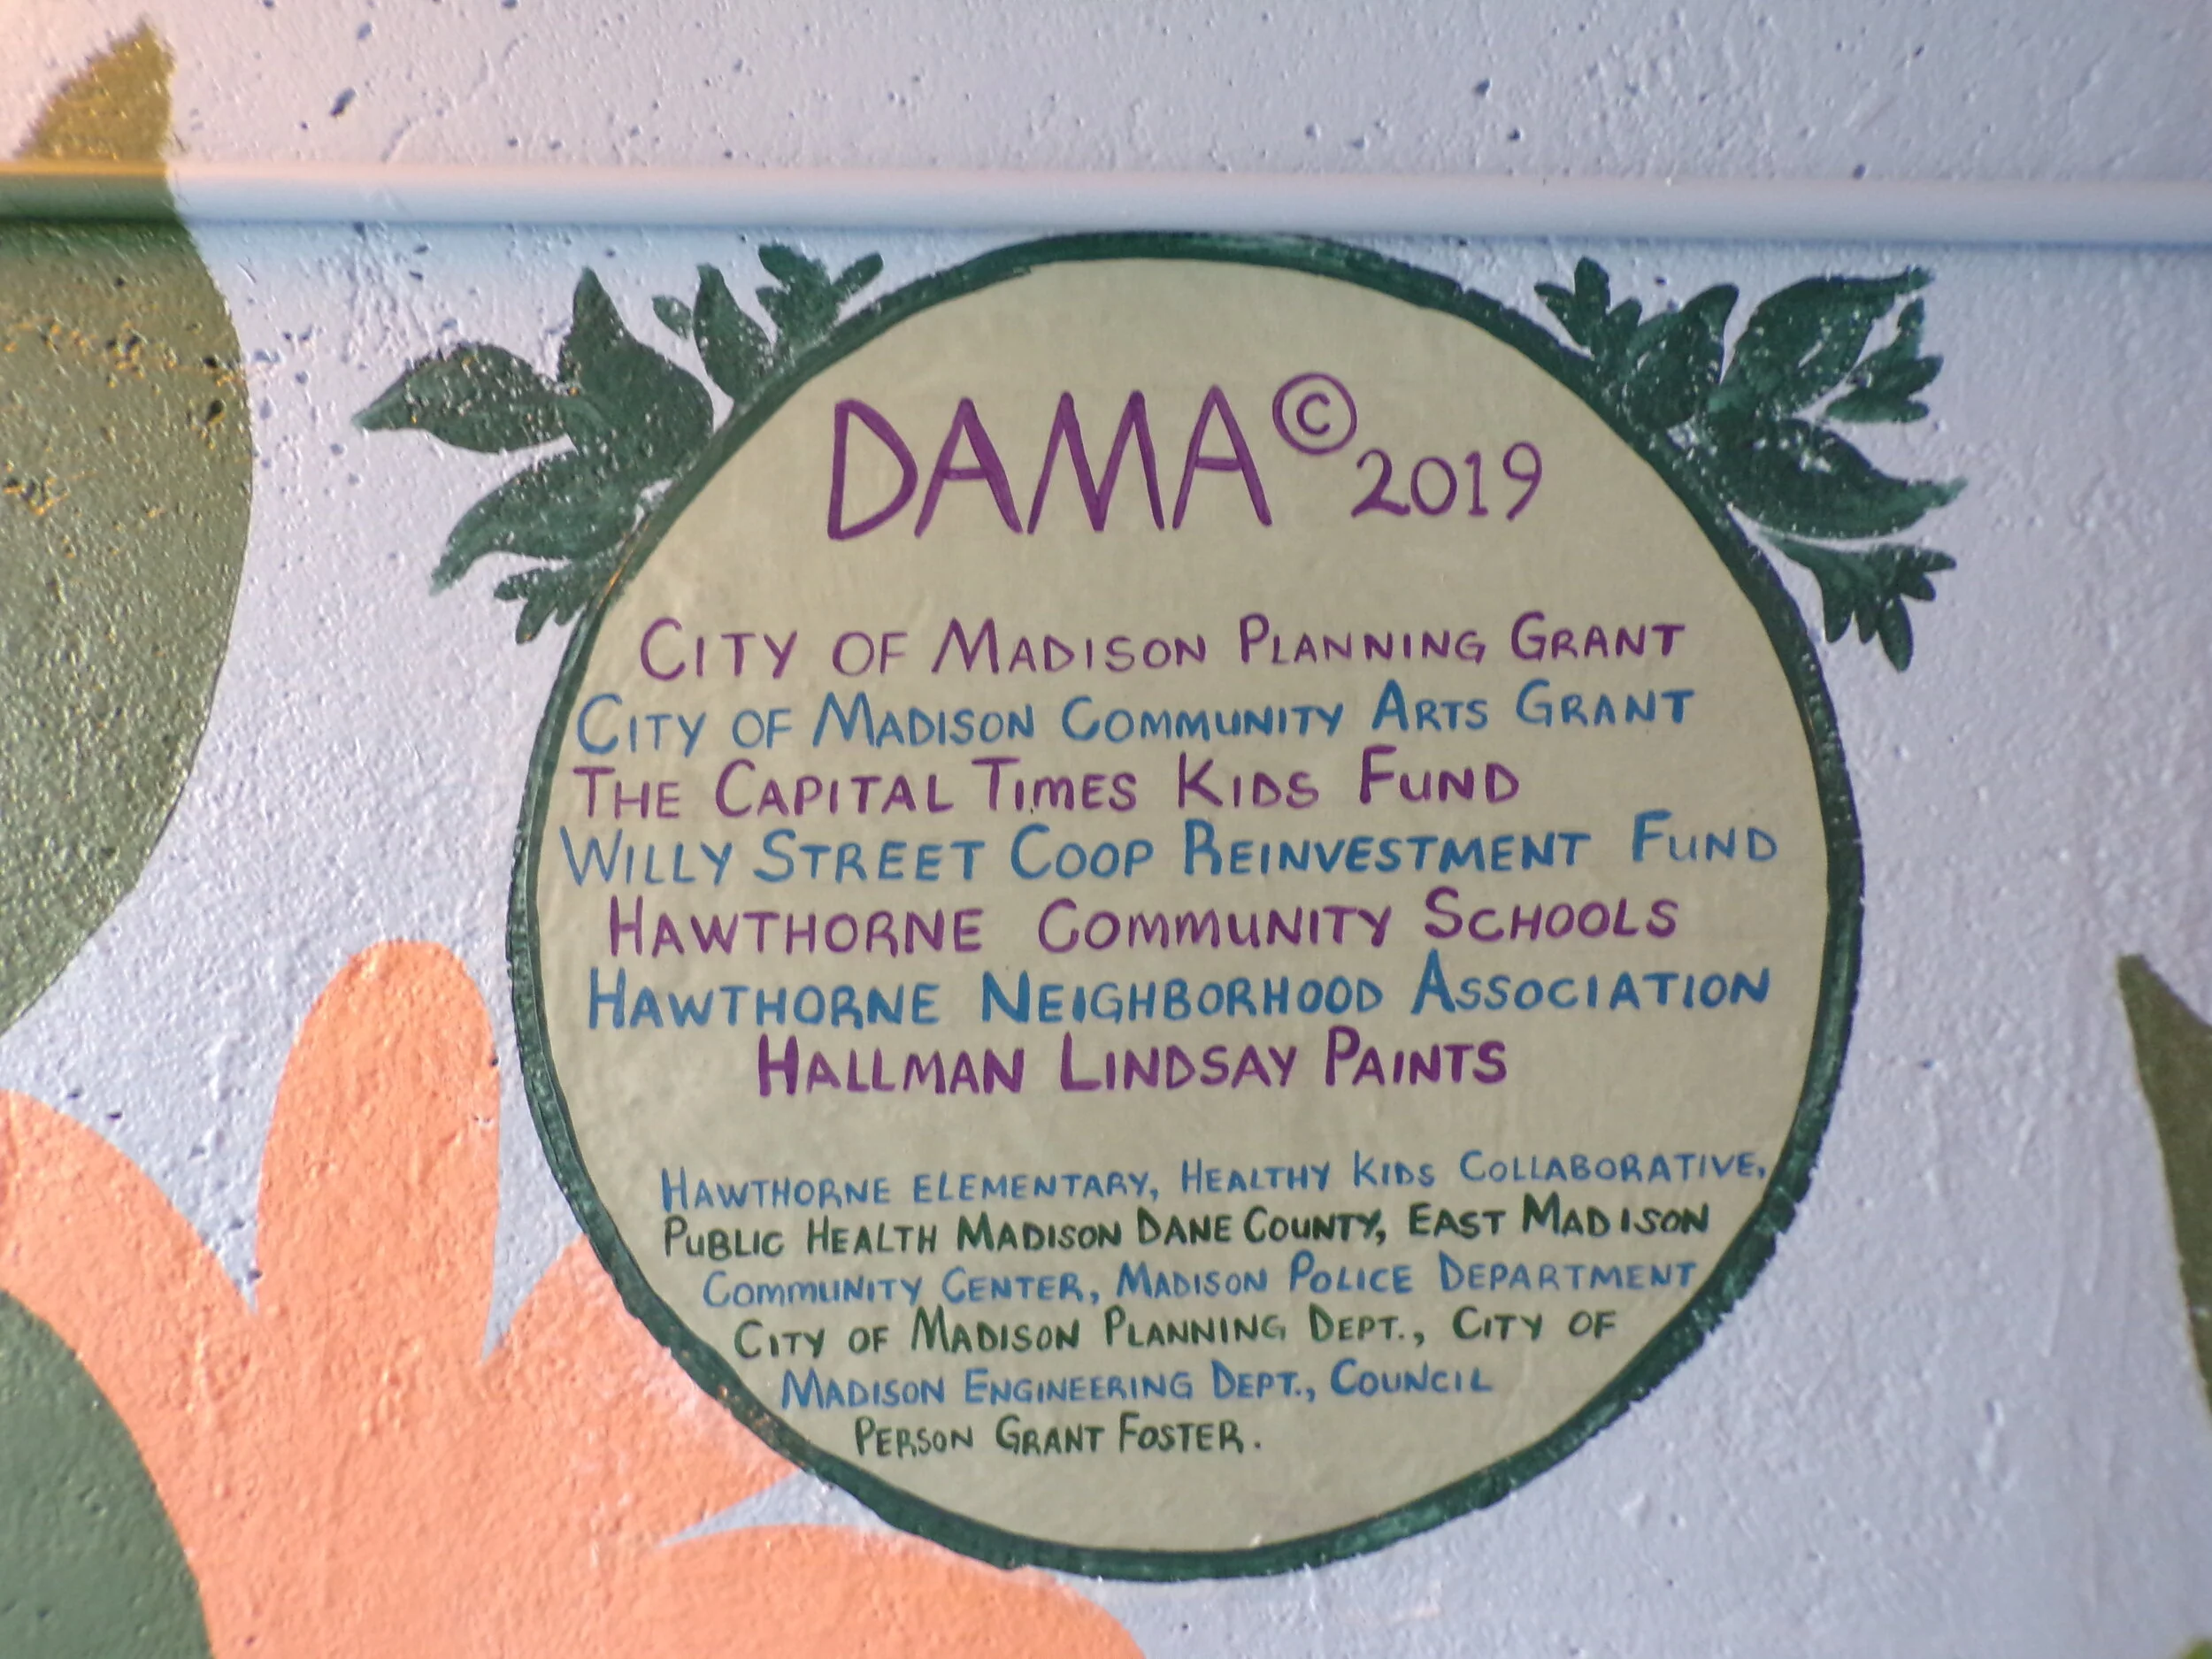 DAMA © 2019
CITY OF MADISON PLANNING GRANT
CITY OF MADISON COMMUNITY ARTS GRANT
THE CAPITAL TIMES KIDS FUND
WILLY STREET COOP REINVESTMENT FUND
HAWTHORNE COMMUNITY SCHOOLS
HAWTHORNE NEIGHBORHOOD ASSOCIATION
HALLMAN LINDSAY PAINTS
HAWTHORNE ELEMENTARY, HEALTHY KIDS COLLABORATIVE,
PUBLIC HEALTH MADISON DANE COUNTY, EAST MADISON
COMMUNITY CENTER, MADISON POLICE DEPARTMENT
CITY OF MADISON PLANNING DEPT., CITY OF
MADISON ENGINEERING DEPT., COUNCIL
PERSON GRANT FOSTER.